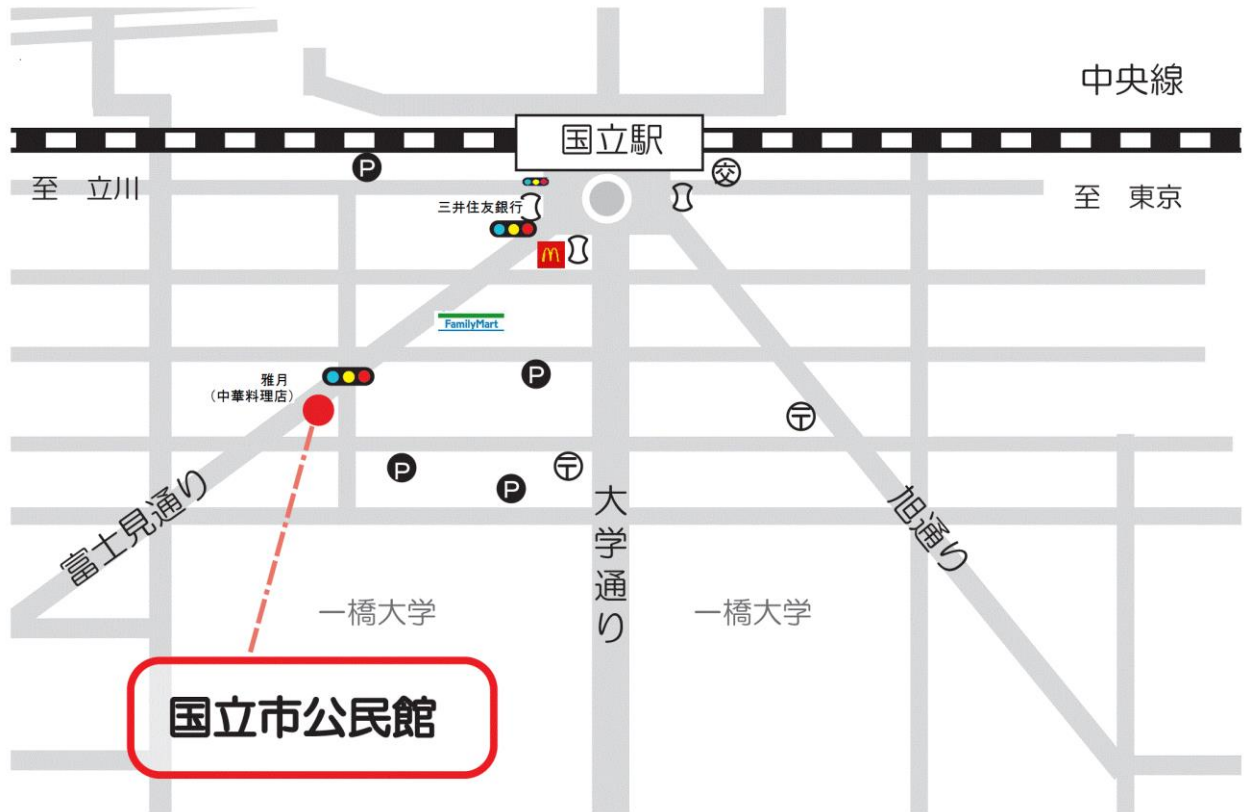 中央線
国立駅
至 立川
交
至 東京
三井住友銀行
P
FamilyMart
雅月
(中華料理店)
P
〒
P
P
〒
富士見通り
大学通り
旭通り
一橋大学
一橋大学
国立市公民館